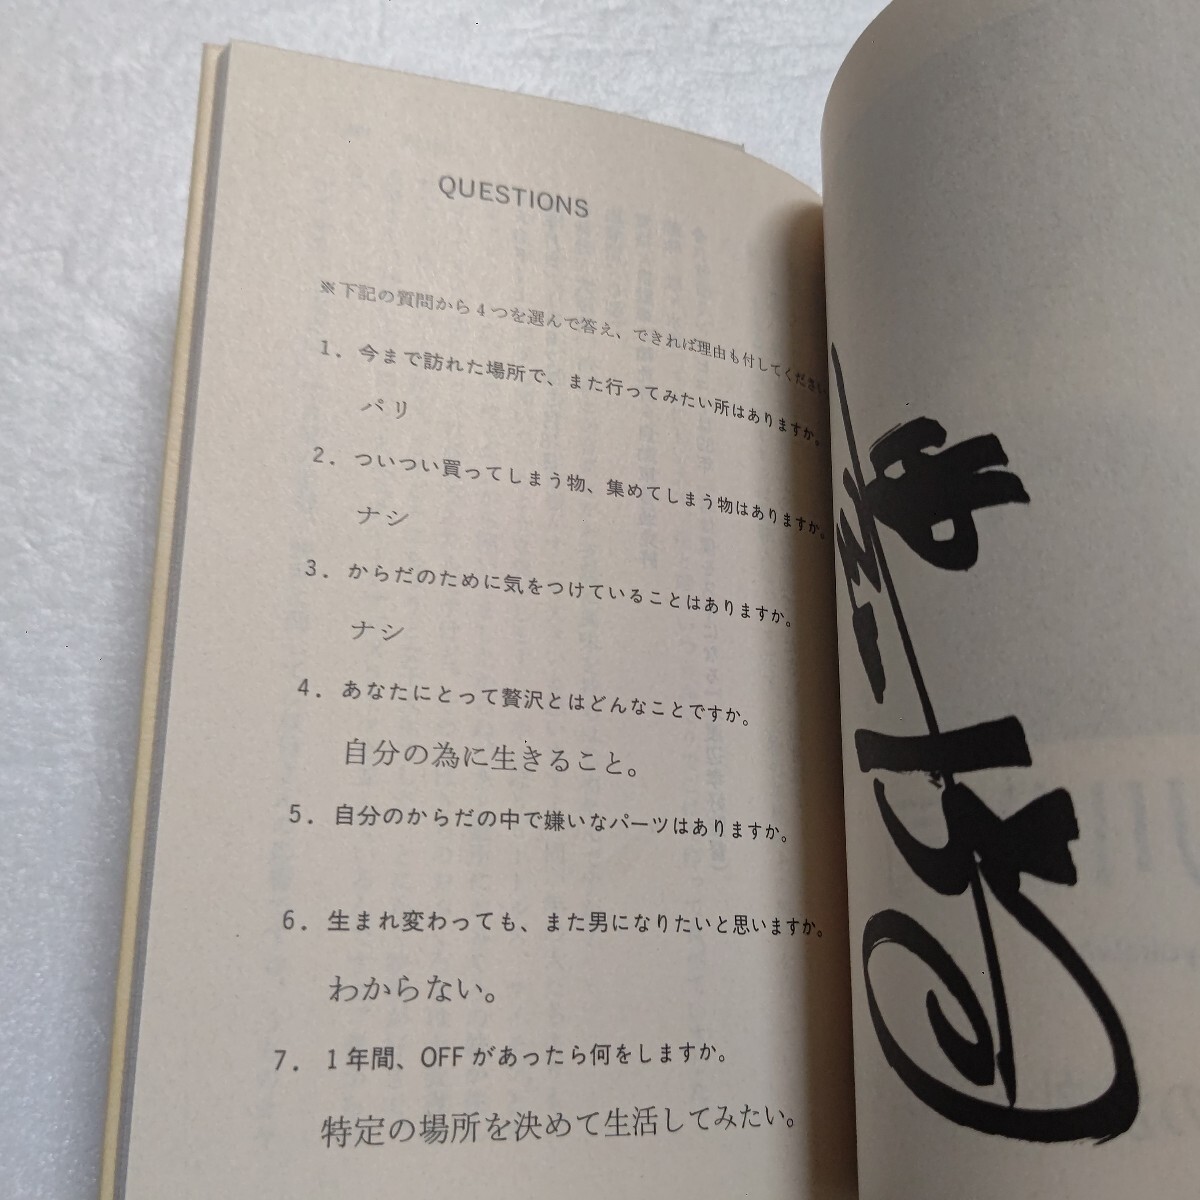 QUESTIONS
※下記の質問から4つを選んで答え、できれば理由も付してください
1. 今まで訪れた場所で、また行ってみたい所はありますか。
パリ
2. ついつい買ってしまう物、集めてしまう物はありますか。
ナシ
3. からだのために気をつけていることはありますか。
ナシ
4. あなたにとって贅沢とはどんなことですか。
自分の為に生きること。
5. 自分のからだの中で嫌いなパーツはありますか。
6. 生まれ変わっても、また男になりたいと思いますか。
わからない。
7. 1年間、OFFがあったら何をしますか。
特定の場所を決めて生活してみたい。